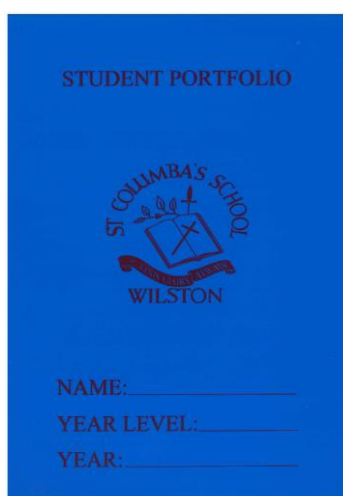 STUDENT PORTFOLIO
ST COLUMBA'S SCHOOL
WILSTON
NAME:
YEAR LEVEL:
YEAR: